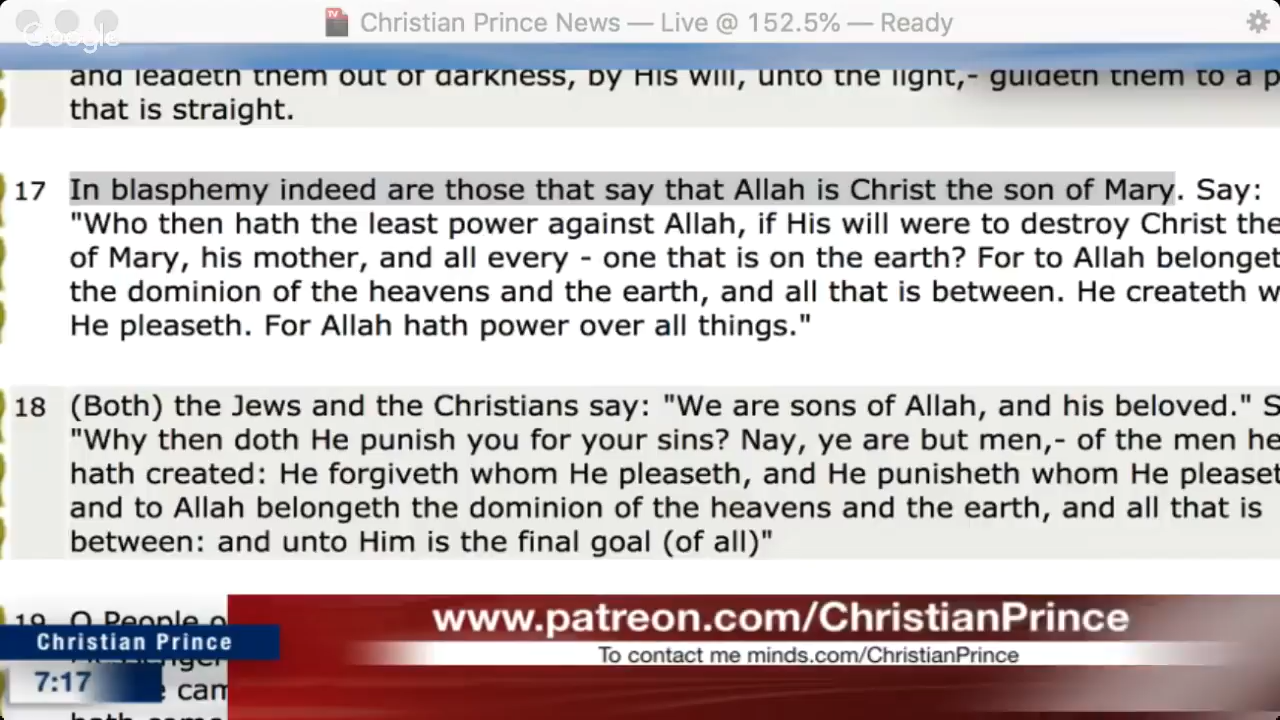 Christian Prince News — Live @ 152.5% — Ready
Google
and leadeth them out of darkness, by His will, unto the light,- guideth them to a p
that is straight.
17 In blasphemy indeed are those that say that Allah is Christ the son of Mary. Say:
"Who then hath the least power against Allah, if His will were to destroy Christ the
of Mary, his mother, and all every - one that is on the earth? For to Allah belonget
the dominion of the heavens and the earth, and all that is between. He createth w
He pleaseth. For Allah hath power over all things."
18 (Both) the Jews and the Christians say: "We are sons of Allah, and his beloved." S
"Why then doth He punish you for your sins? Nay, ye are but men,- of the men he
hath created: He forgiveth whom He pleaseth, and He punisheth whom He pleaset
and to Allah belongeth the dominion of the heavens and the earth, and all that is
between: and unto Him is the final goal (of all)"
19 O People o
www.patreon.com/ChristianPrince
Christian Prince
To contact me minds.com/ChristianPrince
7:17
cam